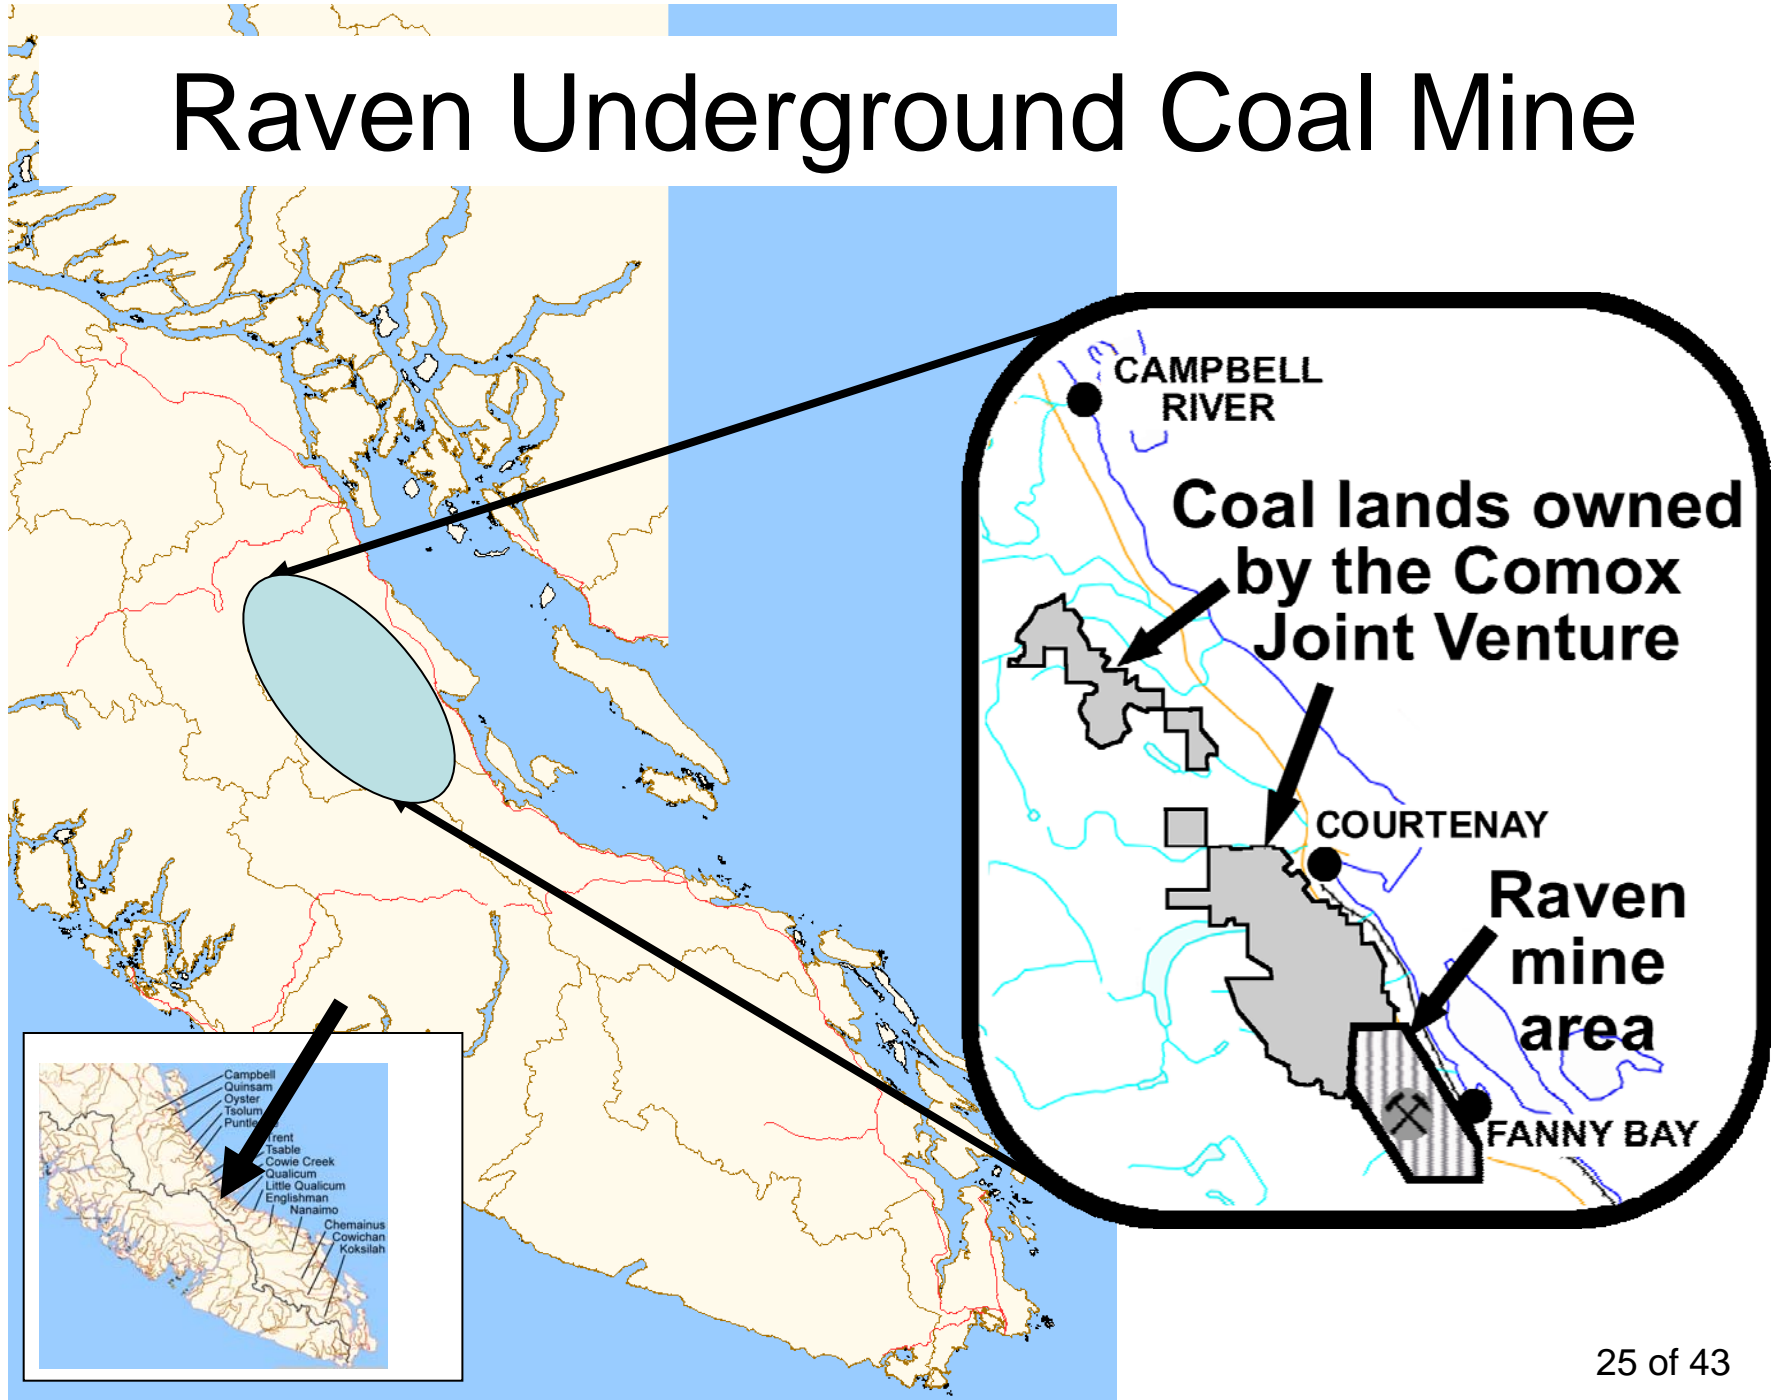 Raven Underground Coal Mine
CAMPBELL
RIVER
Coal lands owned
by the Comox
Joint Venture
COURTENAY
Raven
mine
area
FANNY BAY
Campbell
Quinsam
Oyster
Tsolum
Trent
Tsable
Cowie Creek
Qualicum
Little Qualicum
Englishman
Nanaimo
Chemainus
Cowichan
Koksilah
25 of 43